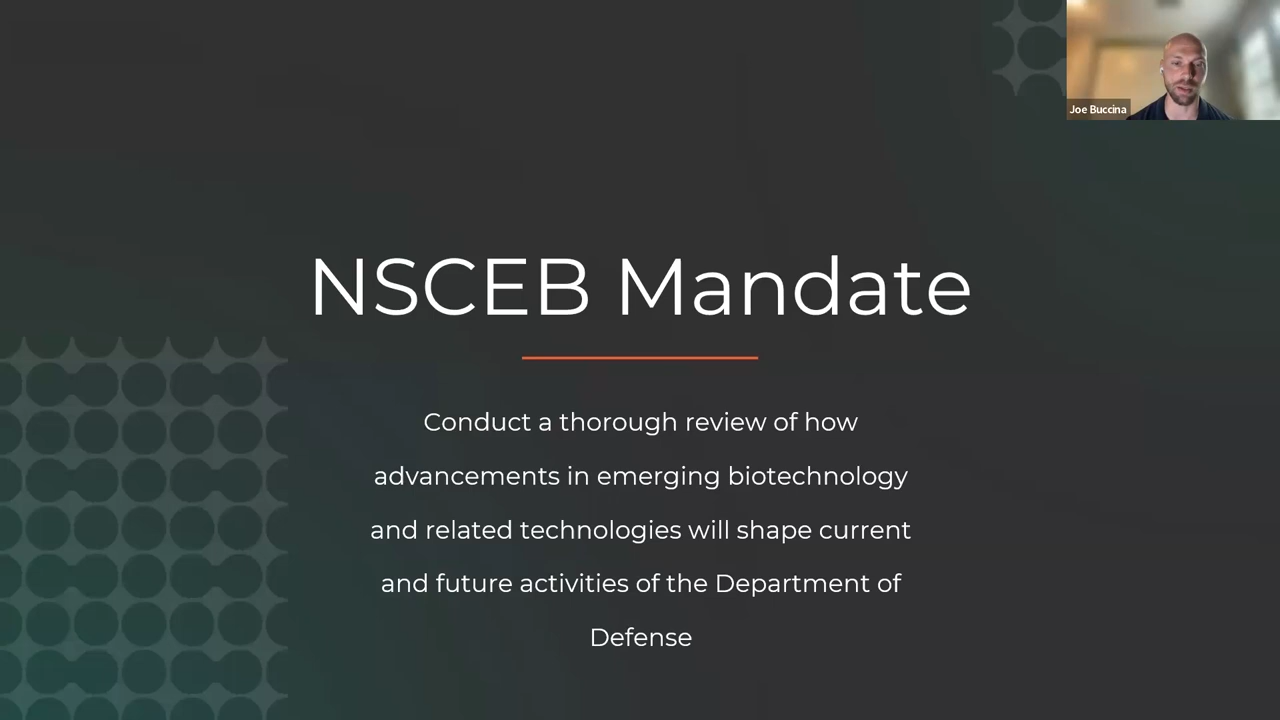 Joe Buccina
NSCEB Mandate
Conduct a thorough review of how
advancements in emerging biotechnology
and related technologies will shape current
and future activities of the Department of
Defense